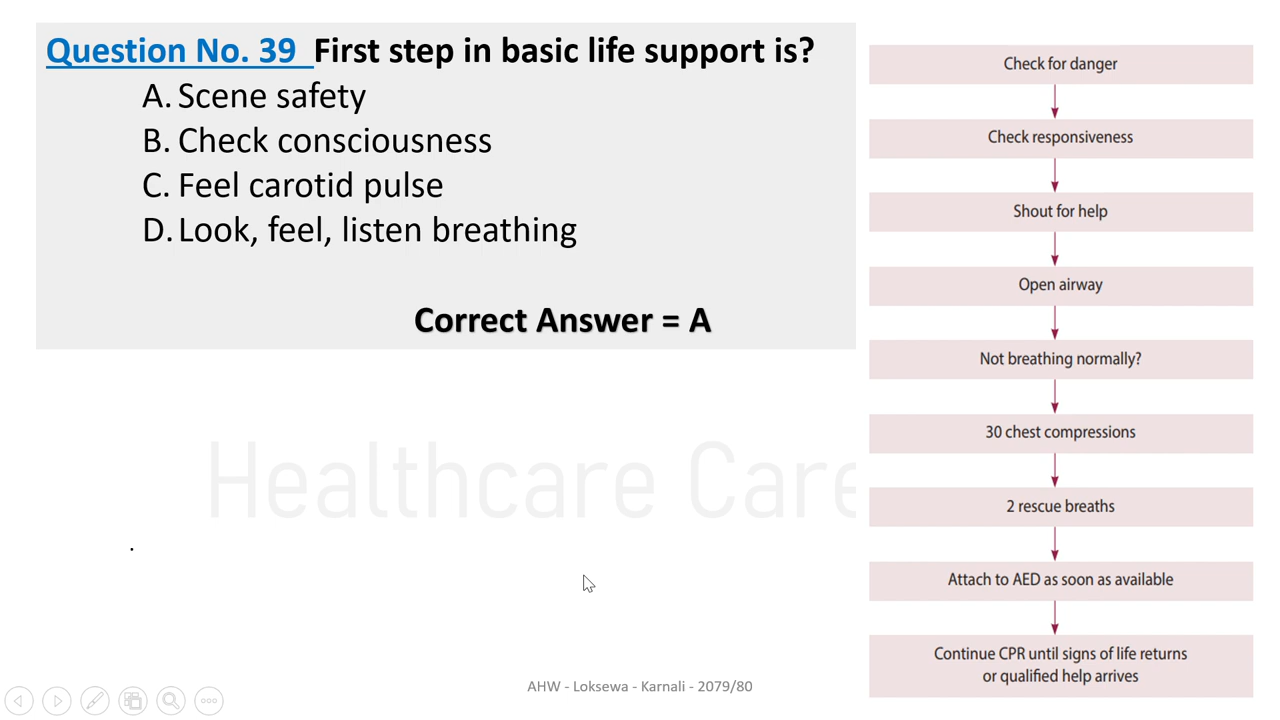 Question No. 39 First step in basic life support is?
A. Scene safety
B. Check consciousness
C. Feel carotid pulse
D. Look, feel, listen breathing
Correct Answer = A
Healthcare Care
Check for danger
Check responsiveness
Shout for help
Open airway
Not breathing normally?
30 chest compressions
2 rescue breaths
Attach to AED as soon as available
Continue CPR until signs of life returns
or qualified help arrives
AHW - Loksewa - Karnali - 2079/80